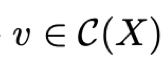 v ∈ 𝒞(X)